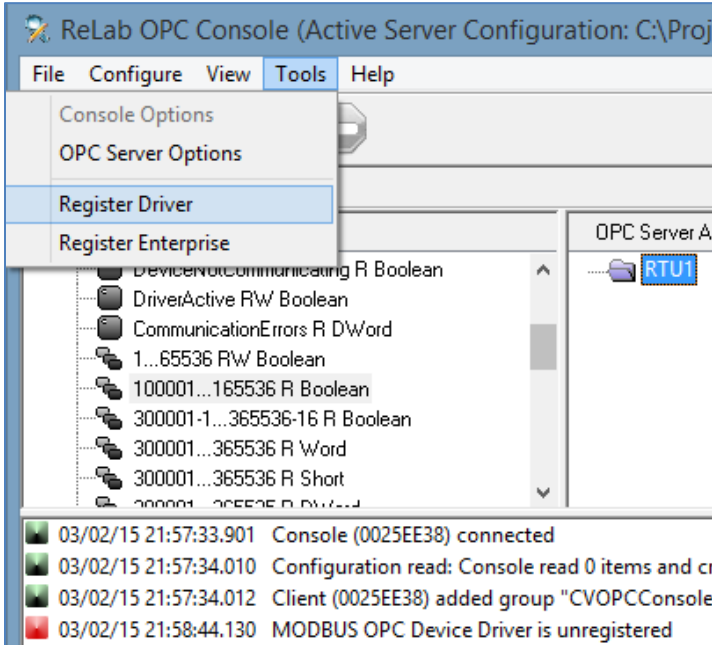 ReLab OPC Console (Active Server Configuration: C:\Proj
File Configure View Tools Help
Console Options
OPC Server Options
Register Driver
Register Enterprise
OPC Server A
DeviceNotCommunicating R Boolean
RTU1
DriverActive RW Boolean
CommunicationErrors R DWord
1...65536 RW Boolean
100001...165536 R Boolean
300001-1...365536-16 R Boolean
300001...365536 R Word
300001...365536 R Short
03/02/15 21:57:33.901 Console (0025EE38) connected
03/02/15 21:57:34.010 Configuration read: Console read 0 items and cr
03/02/15 21:57:34.012 Client (0025EE38) added group "CVOPCConsole
03/02/15 21:58:44.130 MODBUS OPC Device Driver is unregistered